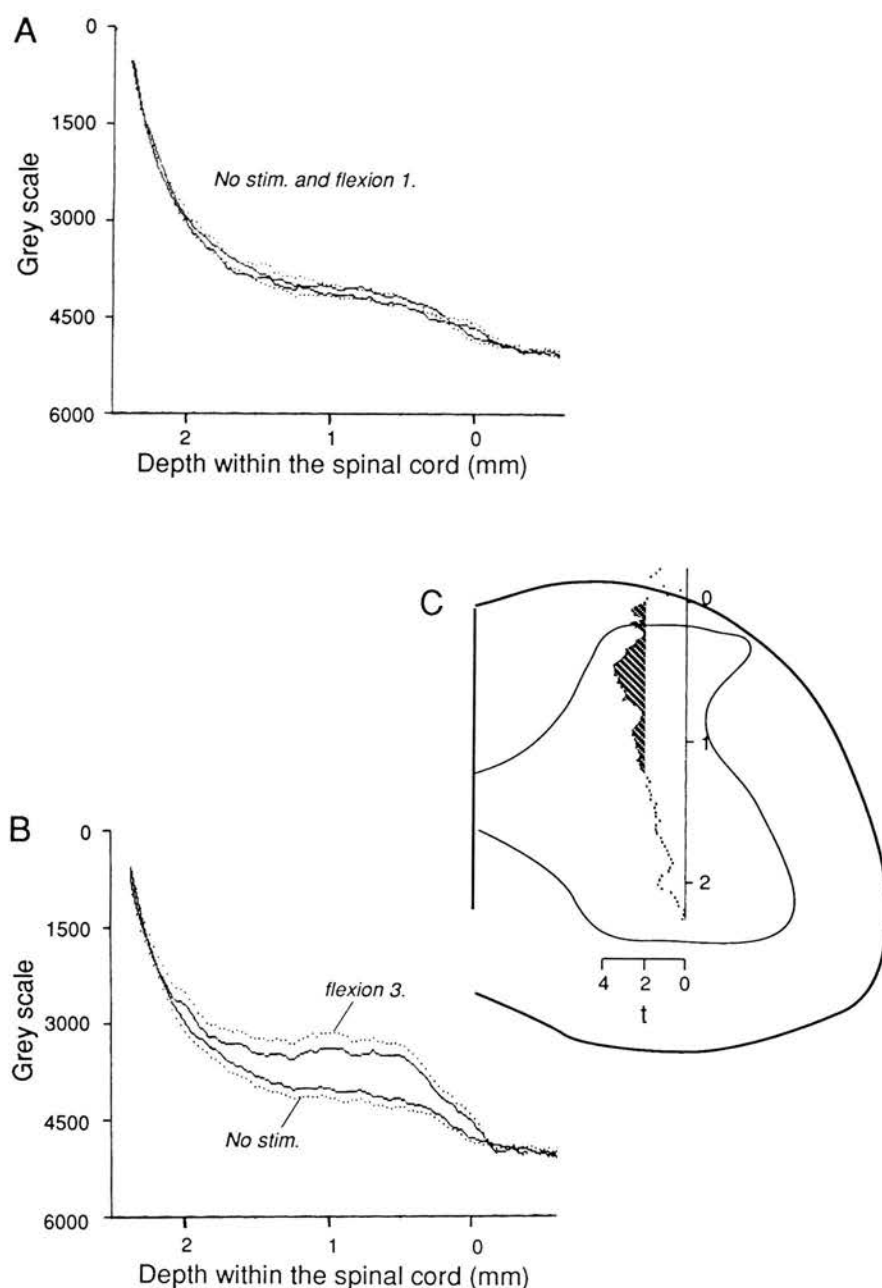 A
0
1500
3000
4500
6000
Grey scale
No stim. and flexion 1.
2 1 0
Depth within the spinal cord (mm)
C
0
1
2
4 2 0
t
B
0
1500
3000
4500
6000
Grey scale
flexion 3.
No stim.
2 1 0
Depth within the spinal cord (mm)